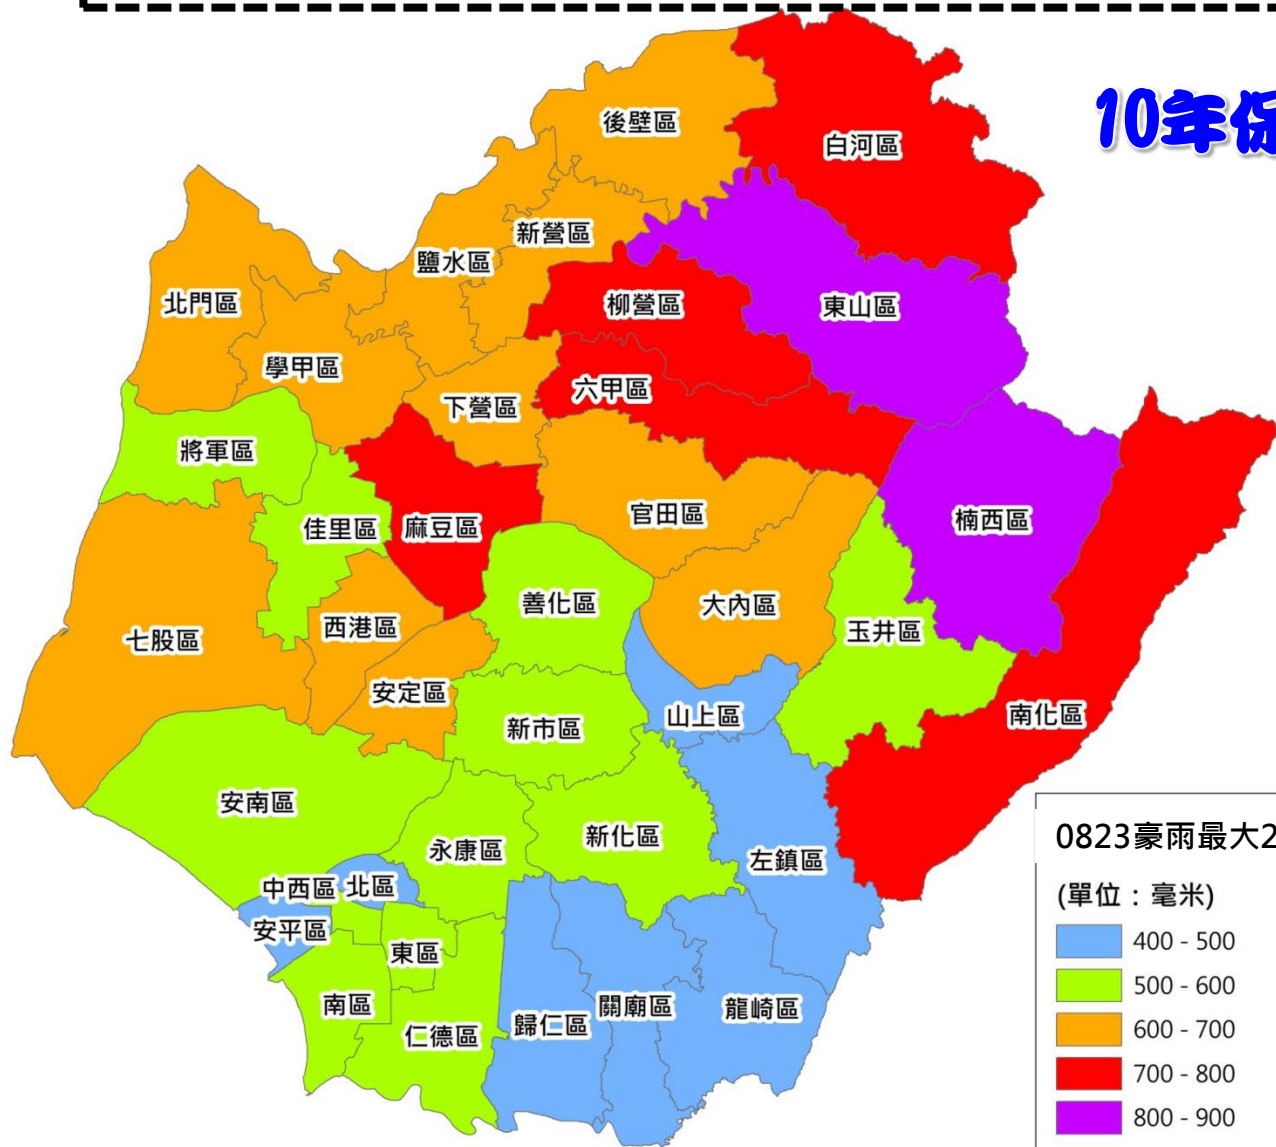 10年保
後壁區
白河區
新營區
鹽水區
北門區
柳營區
東山區
學甲區
六甲區
下營區
將軍區
佳里區
麻豆區
官田區
楠西區
善化區
大內區
七股區
西港區
玉井區
安定區
山上區
新市區
南化區
安南區
永康區
新化區
左鎮區
中西區
北區
安平區
東區
南區
仁德區
歸仁區
關廟區
龍崎區
0823豪雨最大2
(單位：毫米)
400 - 500
500 - 600
600 - 700
700 - 800
800 - 900